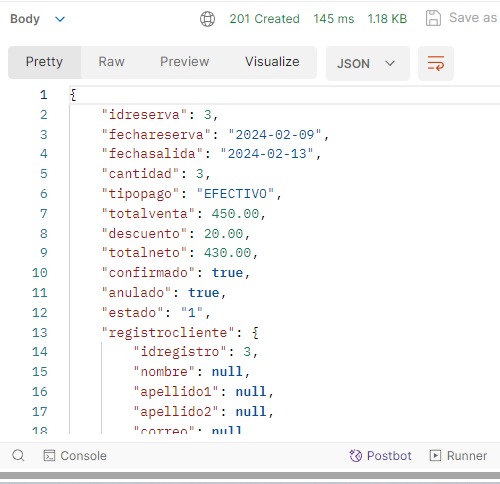 Body 201 Created 145 ms 1.18 KB Save as
Pretty Raw Preview Visualize JSON
1 {
2 "idreserva": 3,
3 "fechareserva": "2024-02-09",
4 "fechasalida": "2024-02-13",
5 "cantidad": 3,
6 "tipopago": "EFECTIVO",
7 "totalventa": 450.00,
8 "descuento": 20.00,
9 "totalneto": 430.00,
10 "confirmado": true,
11 "anulado": true,
12 "estado": "1",
13 "registrocliente": {
14 "idregistro": 3,
15 "nombre": null,
16 "apellido1": null,
17 "apellido2": null,
18 "correo": null
Console Postbot Runner